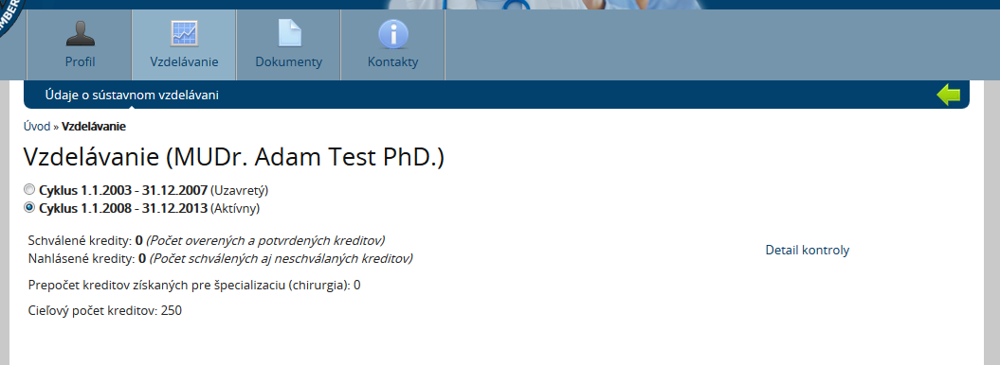 MBER
Profil
Vzdelávanie
Dokumenty
Kontakty
Údaje o sústavnom vzdelávani
Úvod » Vzdelávanie
Vzdelávanie (MUDr. Adam Test PhD.)
Cyklus 1.1.2003 - 31.12.2007 (Uzavretý)
Cyklus 1.1.2008 - 31.12.2013 (Aktívny)
Schválené kredity: 0 (Počet overených a potvrdených kreditov)
Nahlásené kredity: 0 (Počet schválených aj neschválaných kreditov)
Detail kontroly
Prepočet kreditov získaných pre špecializaciu (chirurgia): 0
Cieľový počet kreditov: 250